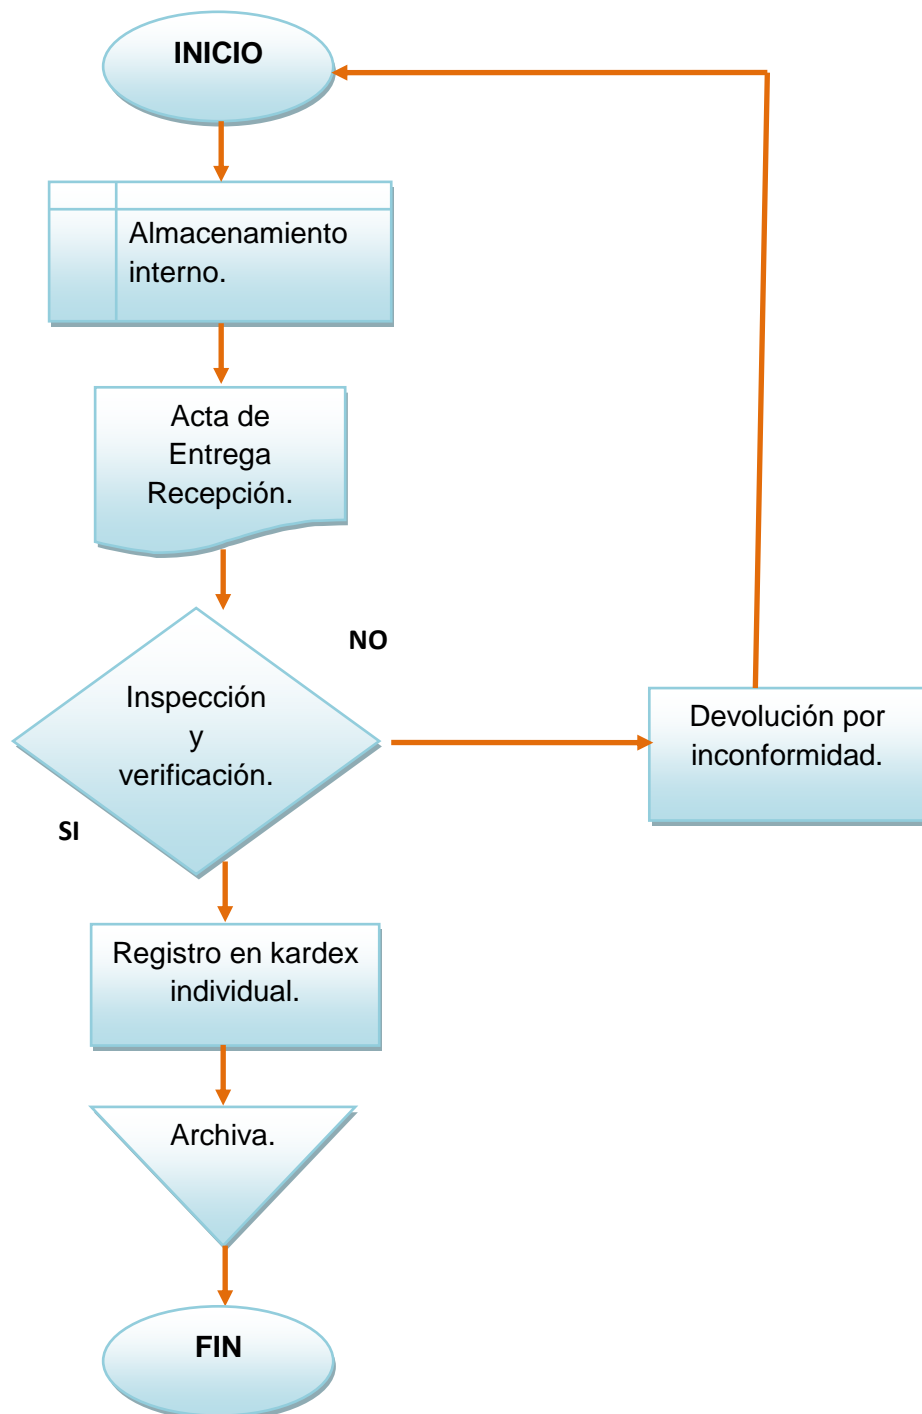 INICIO
Almacenamiento
interno.
Acta de
Entrega
Recepción.
NO
Inspección
y
verificación.
Devolución por
inconformidad.
SI
Registro en kardex
individual.
Archiva.
FIN